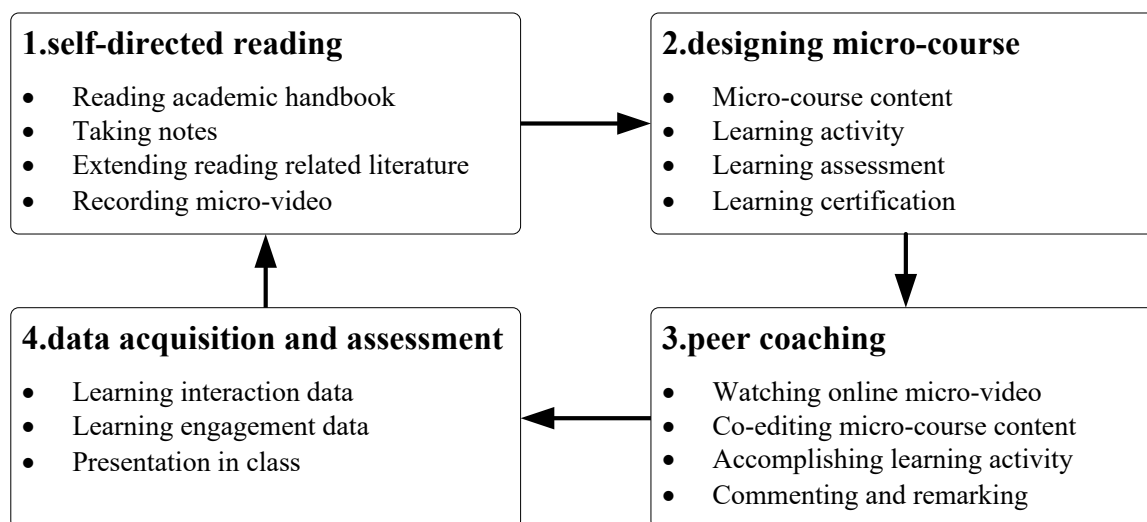 1.self-directed reading
• Reading academic handbook
• Taking notes
• Extending reading related literature
• Recording micro-video
2.designing micro-course
• Micro-course content
• Learning activity
• Learning assessment
• Learning certification
3.peer coaching
• Watching online micro-video
• Co-editing micro-course content
• Accomplishing learning activity
• Commenting and remarking
4.data acquisition and assessment
• Learning interaction data
• Learning engagement data
• Presentation in class